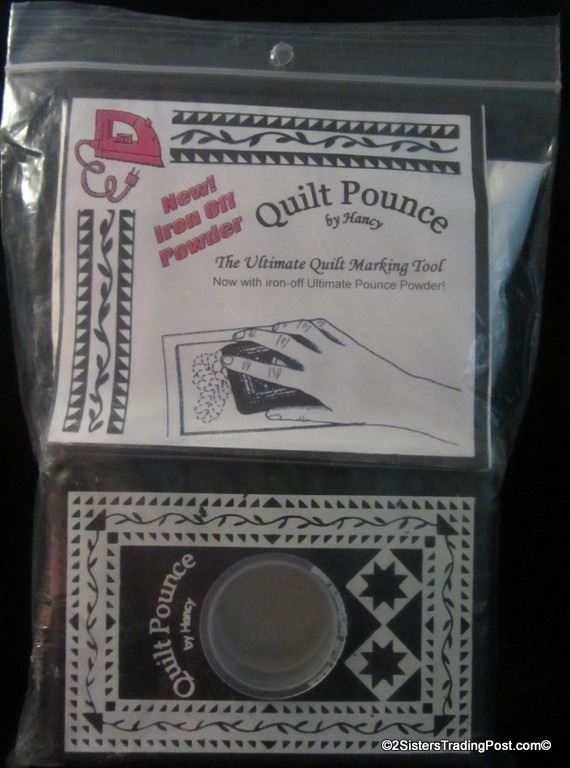 New!
Iron Off
Powder
Quilt Pounce
by Hancy
The Ultimate Quilt Marking Tool
Now with iron-off Ultimate Pounce Powder!
Quilt Pounce
by Hancy
©2SistersTradingPost.com©